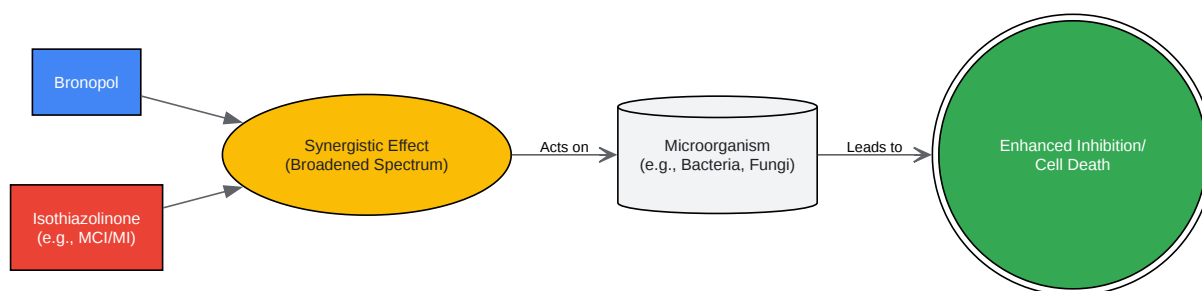 Bronopol
Isothiazolinone
(e.g., MCI/MI)
Synergistic Effect
(Broadened Spectrum)
Acts on
Microorganism
(e.g., Bacteria, Fungi)
Leads to
Enhanced Inhibition/
Cell Death